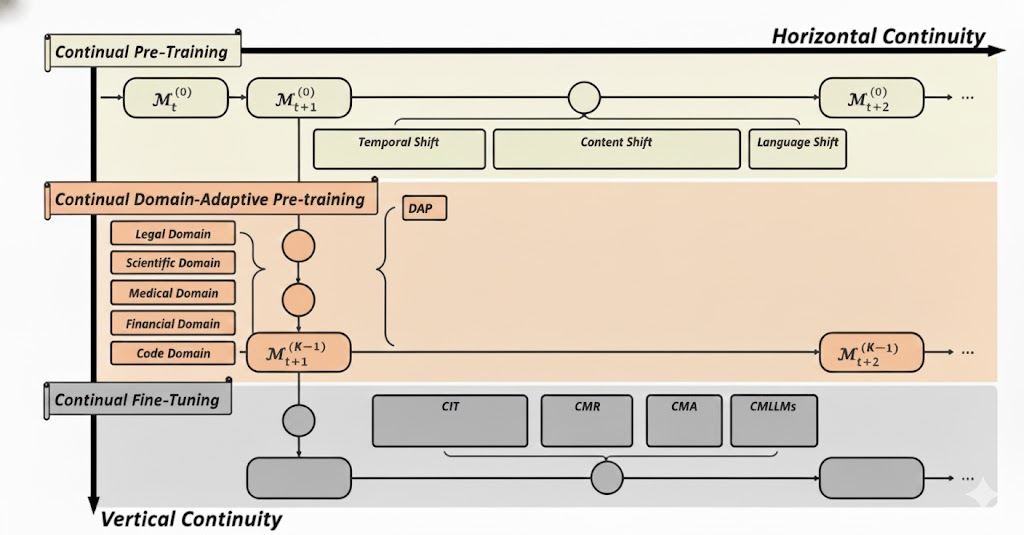 Horizontal Continuity
Continual Pre-Training
ℳ_t^(0)
ℳ_{t+1}^(0)
ℳ_{t+2}^(0)
...
Temporal Shift
Content Shift
Language Shift
Continual Domain-Adaptive Pre-training
DAP
Legal Domain
Scientific Domain
Medical Domain
Financial Domain
Code Domain
ℳ_{t+1}^(K-1)
ℳ_{t+2}^(K-1)
...
Continual Fine-Tuning
CIT
CMR
CMA
CMLLMs
...
Vertical Continuity